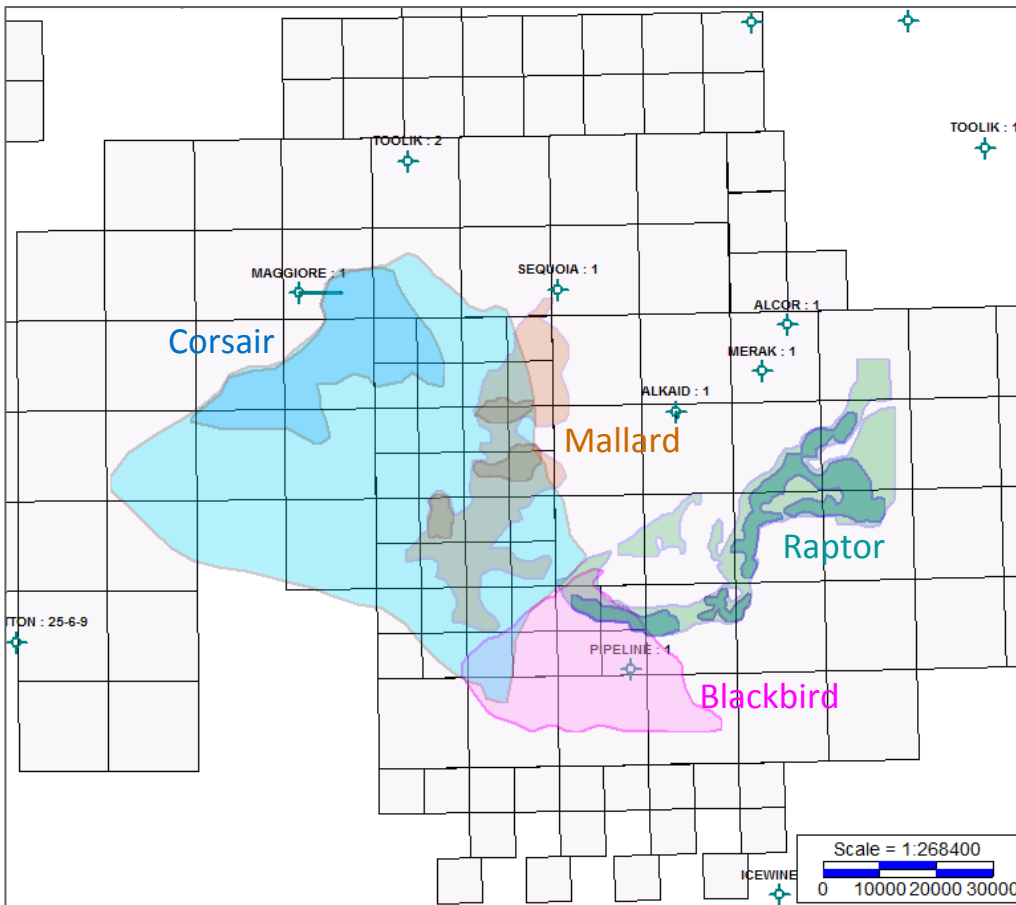 TOOLIK : 1
TOOLIK : 2
MAGGIORE : 1
SEQUOIA : 1
ALCOR : 1
Corsair
MERAK : 1
ALKAID : 1
Mallard
Raptor
ITON : 25-6-9
PIPELINE : 1
Blackbird
Scale = 1:268400
ICEWINE
0 10000 20000 30000